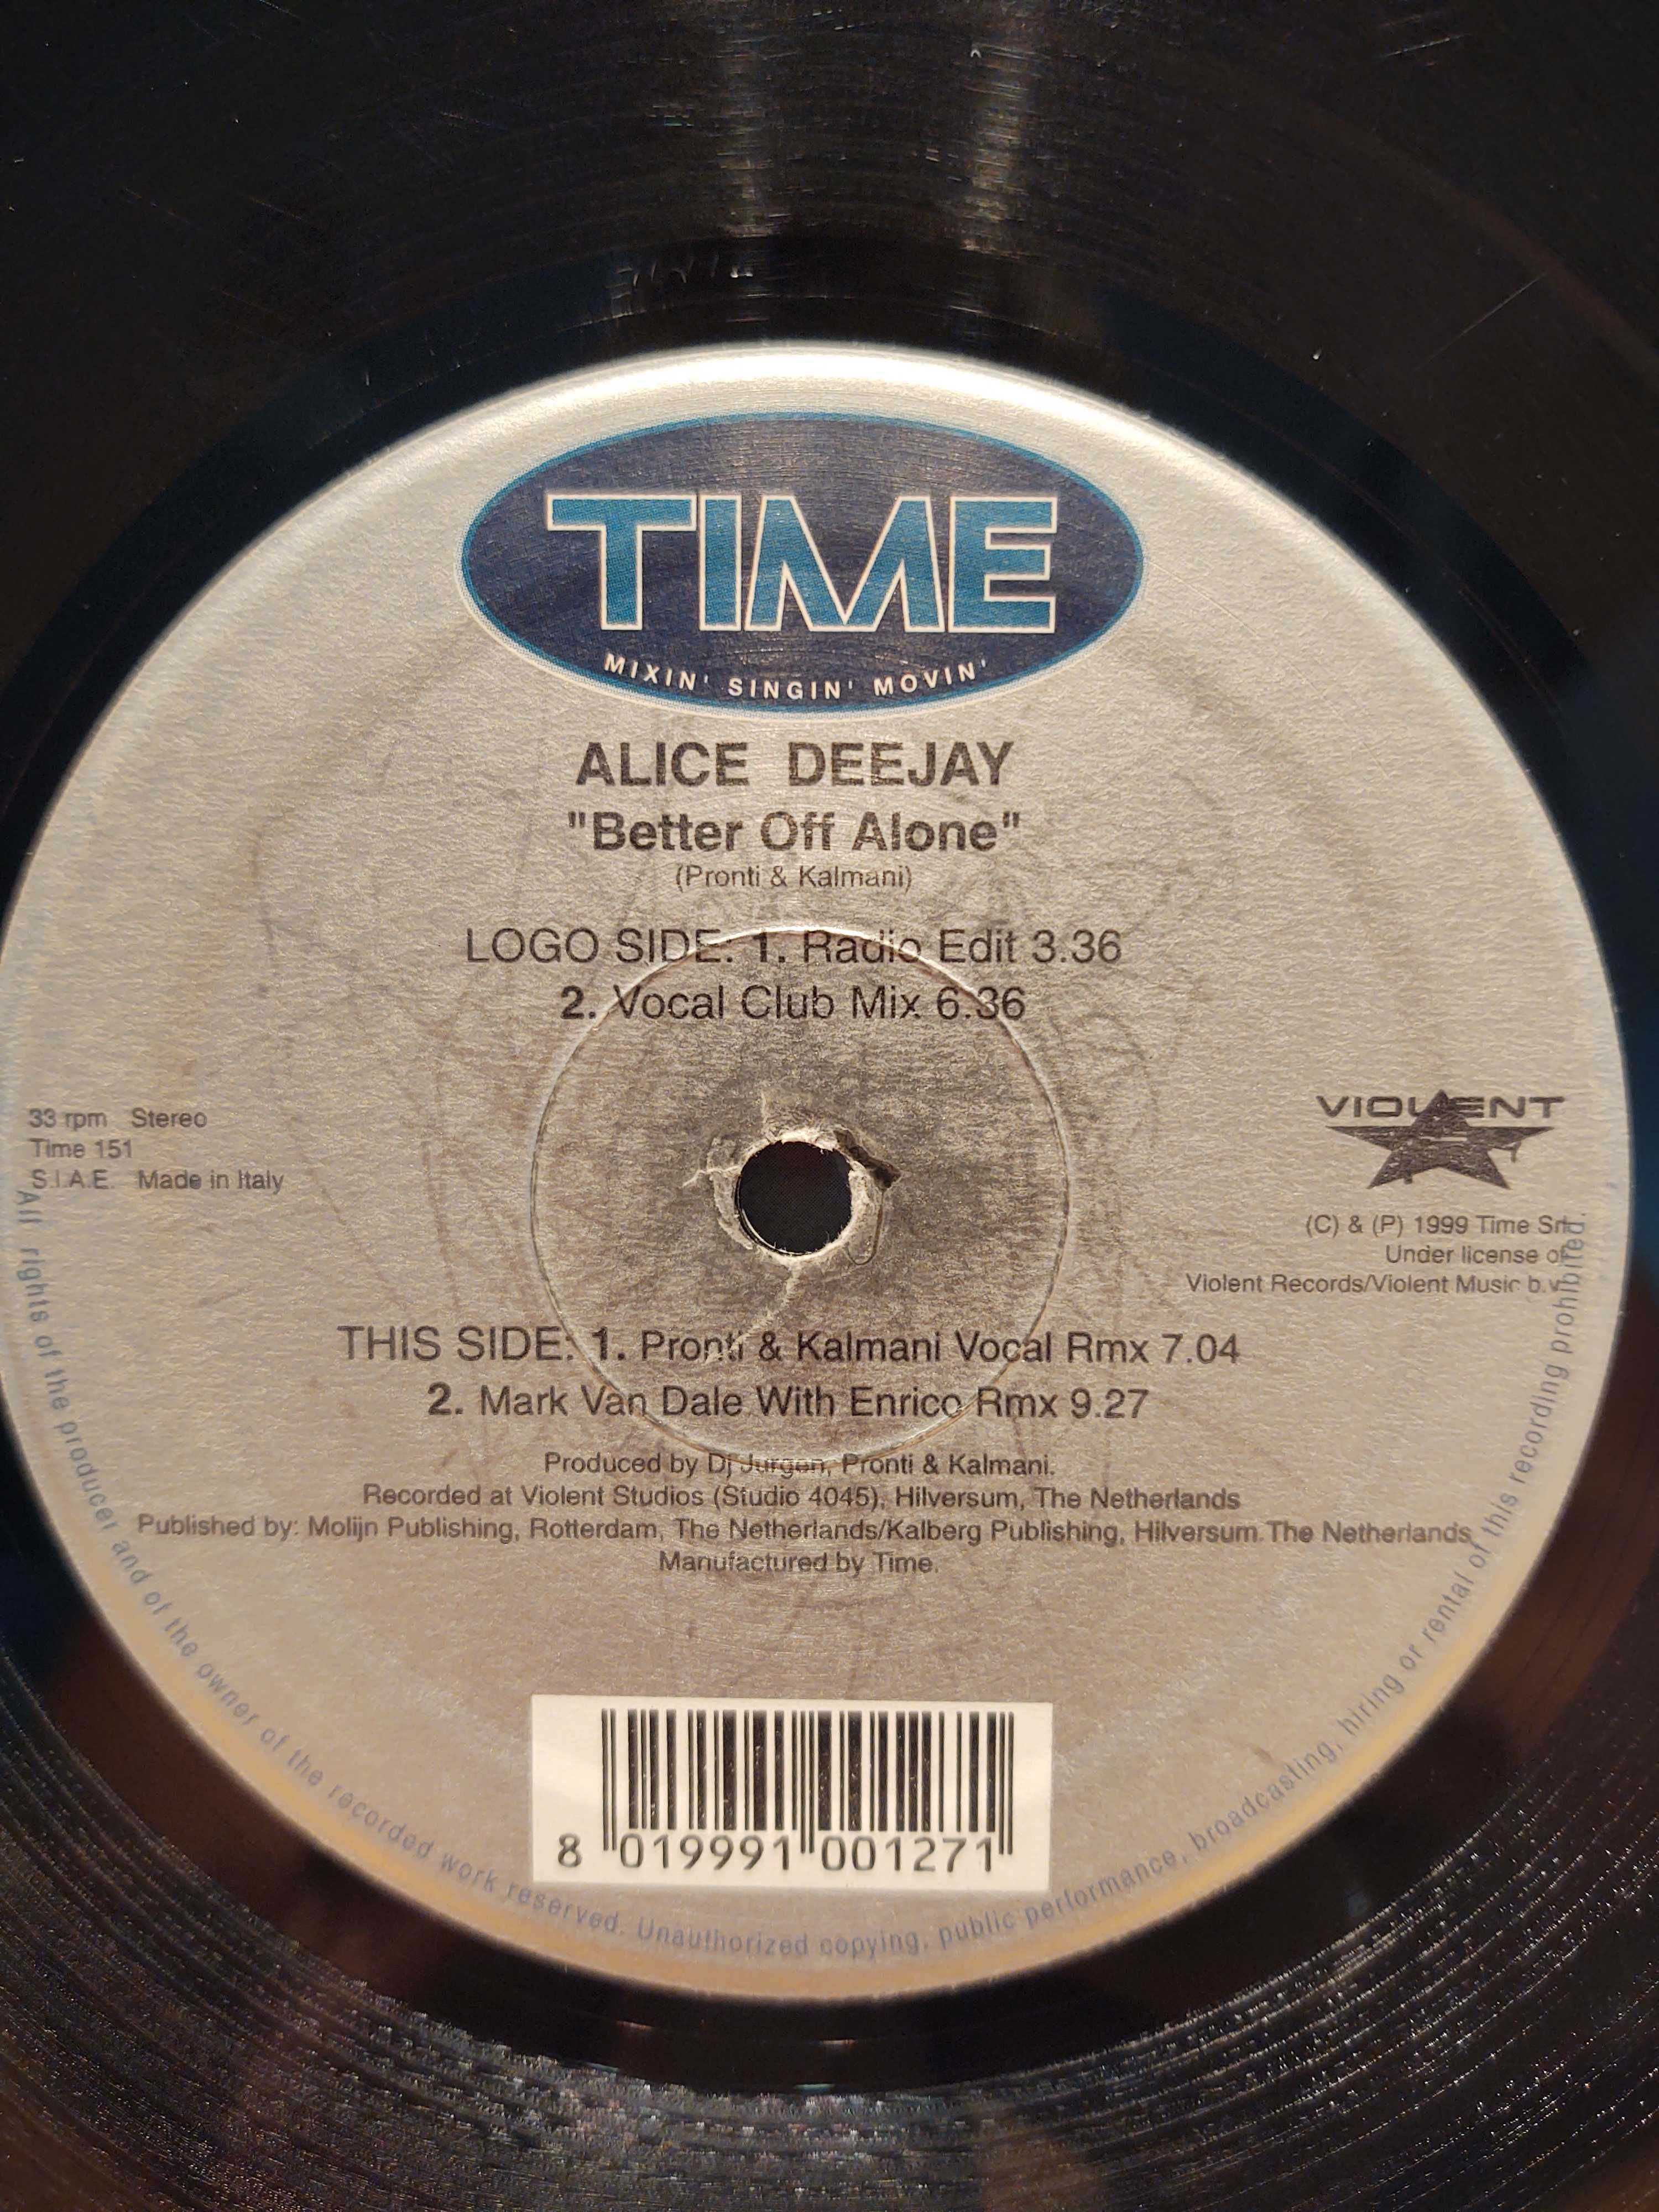 TIME
MIXIN' SINGIN' MOVIN'
ALICE DEEJAY
"Better Off Alone"
(Pronti & Kalmani)
LOGO SIDE: 1. Radio Edit 3.36
2. Vocal Club Mix 6.36
33 rpm Stereo
Time 151
S.I.A.E. Made in Italy
VIOLENT
(C) & (P) 1999 Time Srl.
Under license of
Violent Records/Violent Music b.v.
THIS SIDE: 1. Pronti & Kalmani Vocal Rmx 7.04
2. Mark Van Dale With Enrico Rmx 9.27
Produced by Dj Jurgen, Pronti & Kalmani.
Recorded at Violent Studios (Studio 4045), Hilversum, The Netherlands
Published by: Molijn Publishing, Rotterdam, The Netherlands/Kalberg Publishing, Hilversum.The Netherlands
Manufactured by Time.
8 019991 001271
All rights of the producer and of the owner of the recorded work reserved. Unauthorized copying, public performance, broadcasting, hiring or rental of this recording prohibited.